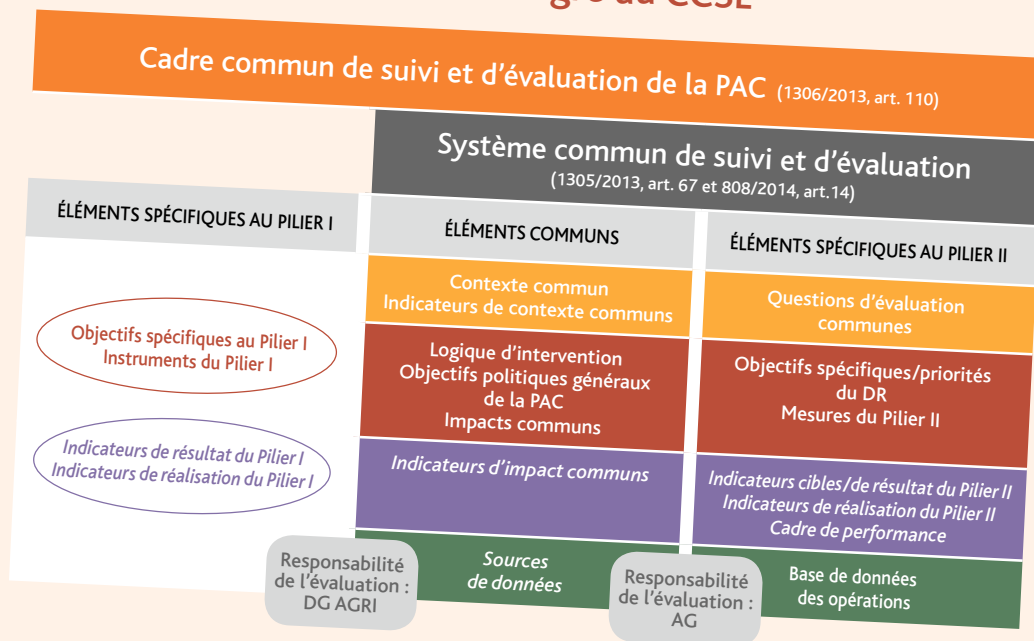 au CCSE
Cadre commun de suivi et d'évaluation de la PAC (1306/2013, art. 110)
Système commun de suivi et d'évaluation
(1305/2013, art. 67 et 808/2014, art.14)
ÉLÉMENTS SPÉCIFIQUES AU PILIER I
ÉLÉMENTS COMMUNS
ÉLÉMENTS SPÉCIFIQUES AU PILIER II
Contexte commun
Indicateurs de contexte communs
Questions d'évaluation
communes
Objectifs spécifiques au Pilier I
Instruments du Pilier I
Logique d'intervention
Objectifs politiques généraux
de la PAC
Impacts communs
Objectifs spécifiques/priorités
du DR
Mesures du Pilier II
Indicateurs de résultat du Pilier I
Indicateurs de réalisation du Pilier I
Indicateurs d'impact communs
Indicateurs cibles/de résultat du Pilier II
Indicateurs de réalisation du Pilier II
Cadre de performance
Responsabilité
de l'évaluation :
DG AGRI
Sources
de données
Responsabilité
de l'évaluation :
AG
Base de données
des opérations